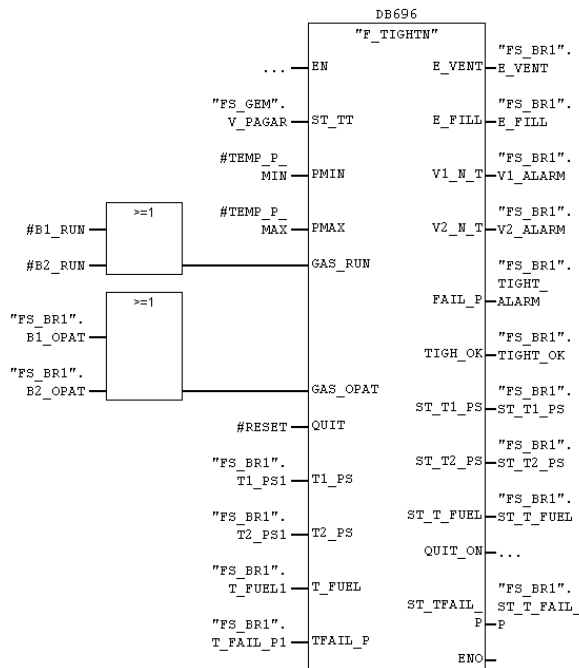 DB696
"F_TIGHTN"
... EN
E_VENT "FS_BR1".
E_VENT
"FS_GEM".
V_PAGAR ST_TT
E_FILL "FS_BR1".
E_FILL
#TEMP_P_
MIN PMIN
V1_N_T "FS_BR1".
V1_ALARM
>=1
#B1_RUN
#B2_RUN
#TEMP_P_
MAX PMAX
V2_N_T "FS_BR1".
V2_ALARM
GAS_RUN
FAIL_P "FS_BR1".
TIGHT_
ALARM
>=1
"FS_BR1".
B1_OPAT
"FS_BR1".
B2_OPAT
TIGH_OK "FS_BR1".
TIGHT_OK
GAS_OPAT
ST_T1_PS "FS_BR1".
ST_T1_PS
#RESET QUIT
ST_T2_PS "FS_BR1".
ST_T2_PS
"FS_BR1".
T1_PS1 T1_PS
ST_T_FUEL "FS_BR1".
ST_T_FUEL
"FS_BR1".
T2_PS1 T2_PS
QUIT_ON ...
"FS_BR1".
T_FUEL1 T_FUEL
ST_TFAIL_
P
"FS_BR1".
ST_T_FAIL_
P
"FS_BR1".
T_FAIL_P1 TFAIL_P
ENO